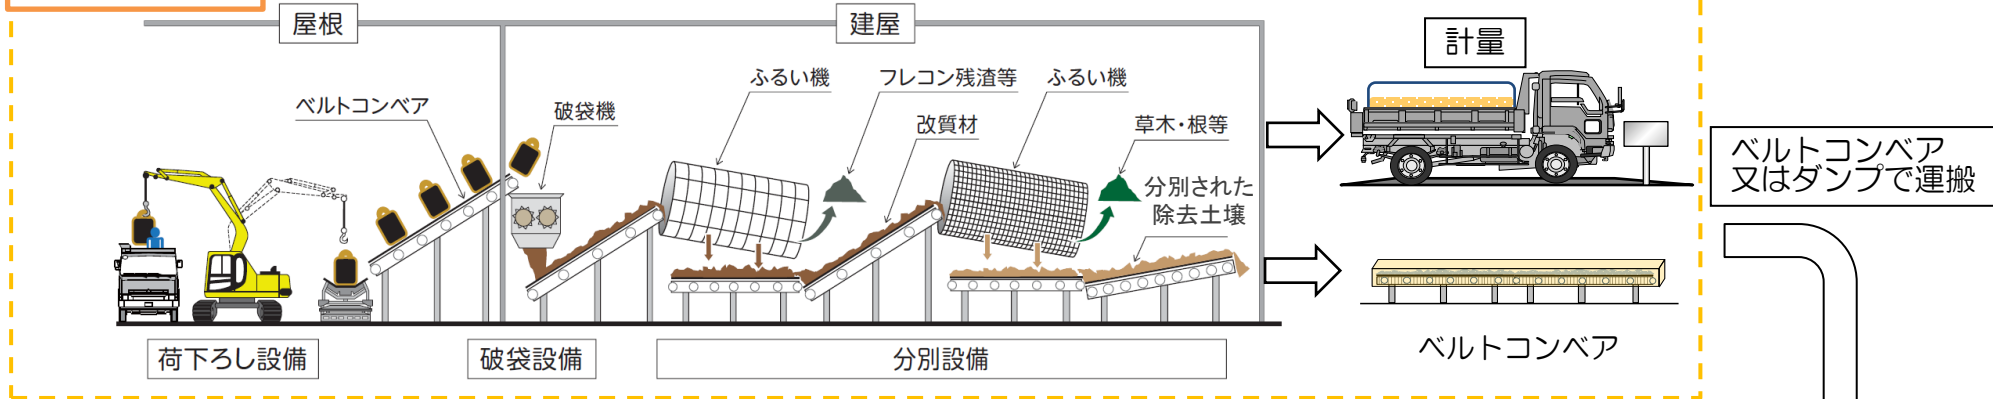 屋根
建屋
計量
ふるい機
フレコン残渣等
ふるい機
ベルトコンベア
破袋機
改質材
草木・根等
ベルトコンベア
又はダンプで運搬
分別された
除去土壌
荷下ろし設備
破袋設備
分別設備
ベルトコンベア